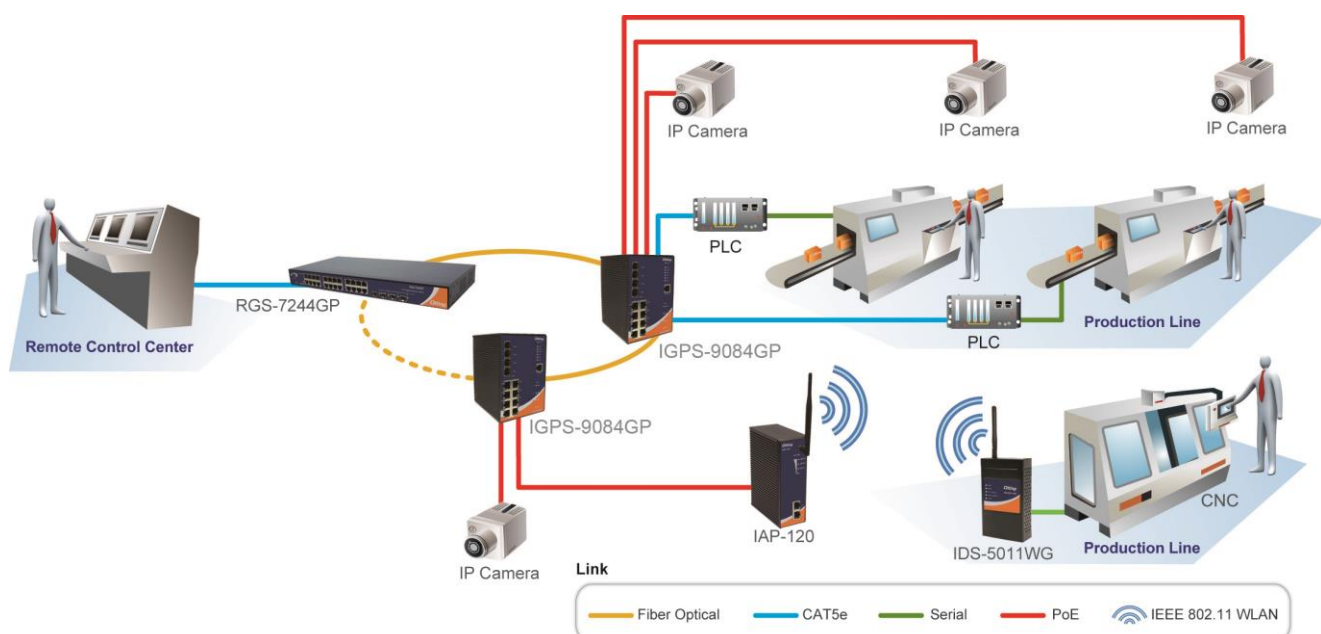 IP Camera
IP Camera
IP Camera
PLC
RGS-7244GP
IGPS-9084GP
PLC
Production Line
Remote Control Center
IGPS-9084GP
CNC
IAP-120
IDS-5011WG
Production Line
IP Camera
Link
Fiber Optical
CAT5e
Serial
PoE
IEEE 802.11 WLAN